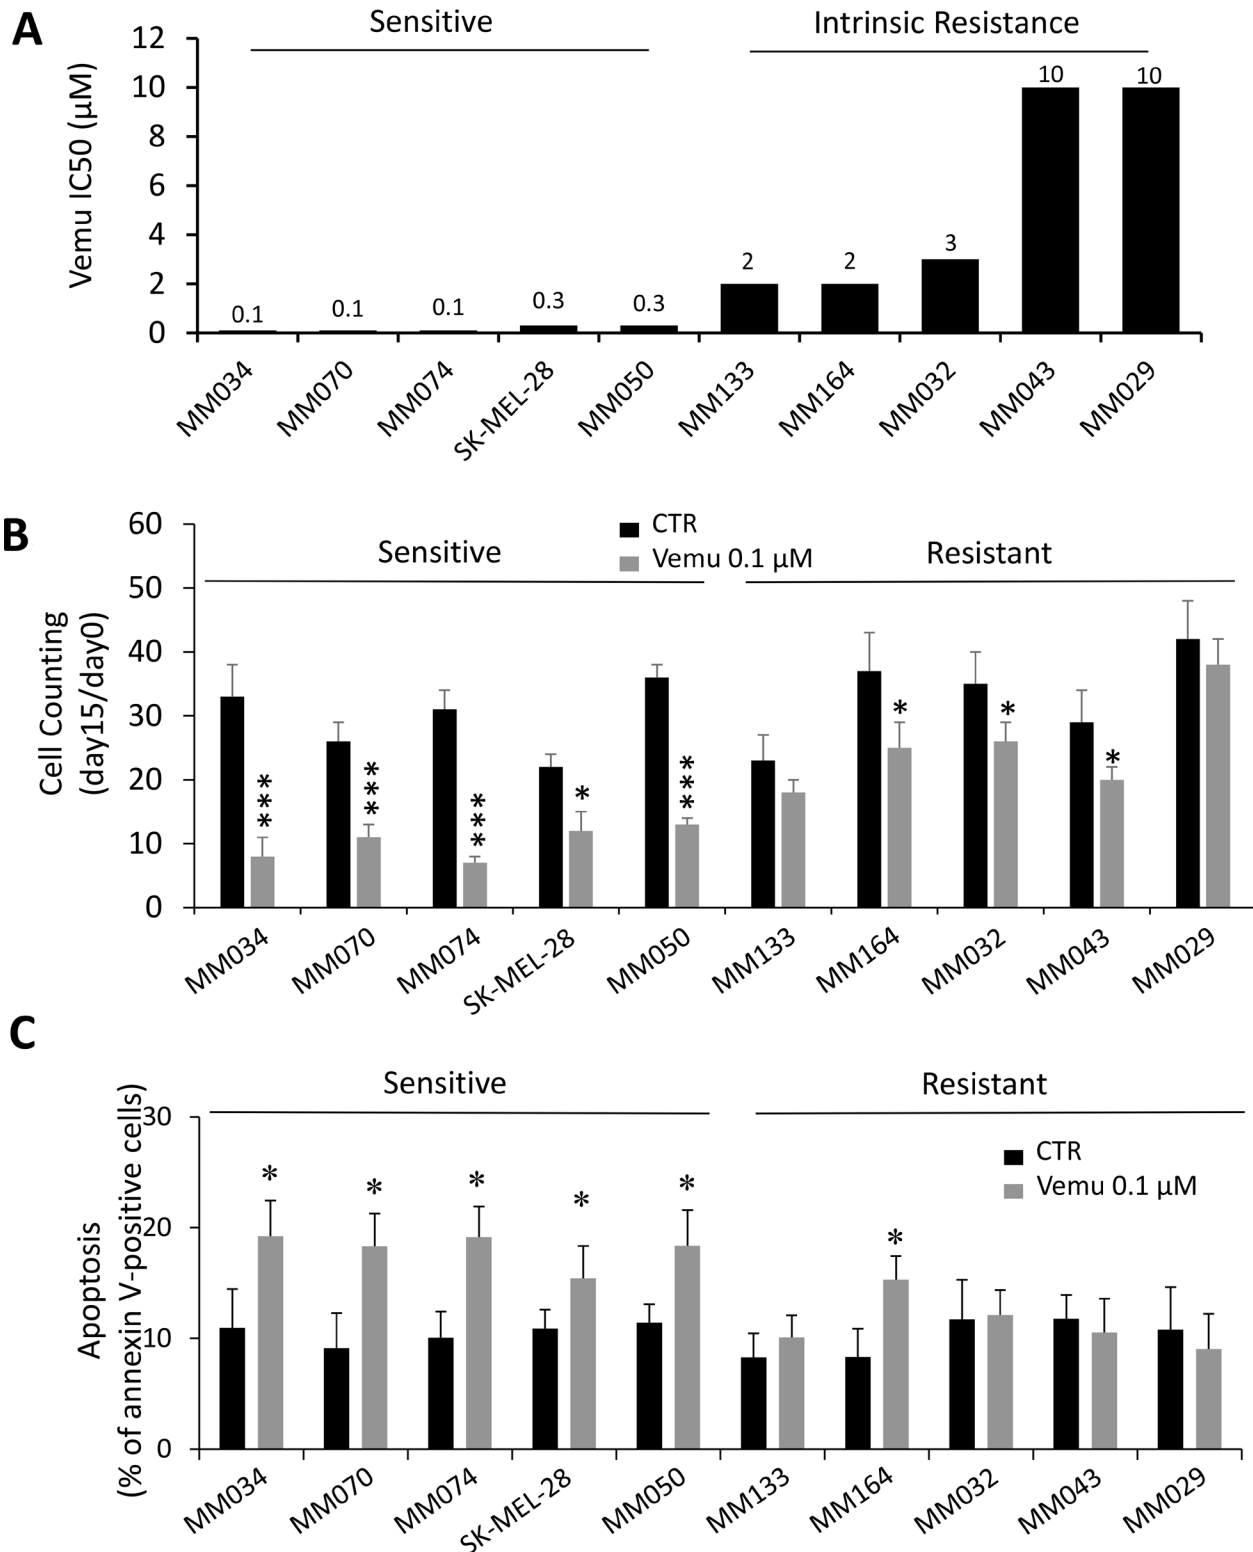 A
Sensitive
Intrinsic Resistance
Vemu IC50 (µM)
12
10
8
6
4
2
0
0.1
0.1
0.1
0.3
0.3
2
2
3
10
10
MM034
MM070
MM074
SK-MEL-28
MM050
MM133
MM164
MM032
MM043
MM029
B
Sensitive
CTR
Vemu 0.1 µM
Resistant
Cell Counting
(day15/day0)
60
50
40
30
20
10
0
***
***
***
*
***
*
*
*
MM034
MM070
MM074
SK-MEL-28
MM050
MM133
MM164
MM032
MM043
MM029
C
Sensitive
Resistant
CTR
Vemu 0.1 µM
Apoptosis
(% of annexin V-positive cells)
30
20
10
0
*
*
*
*
*
*
MM034
MM070
MM074
SK-MEL-28
MM050
MM133
MM164
MM032
MM043
MM029